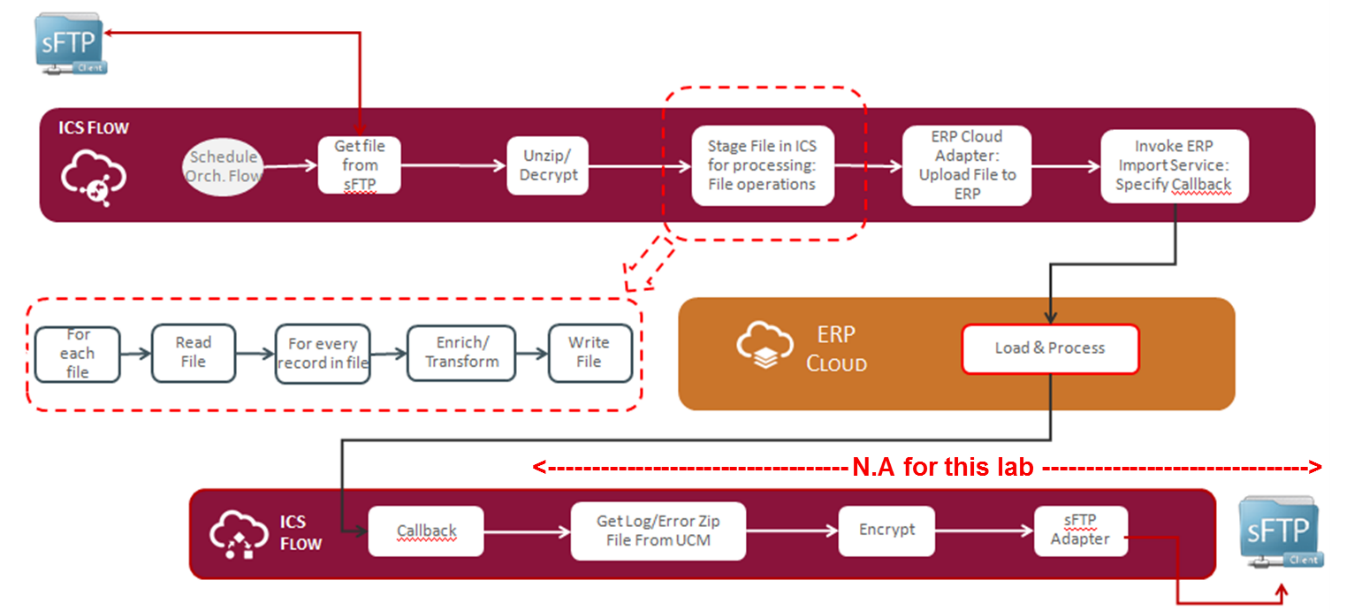 sFTP
Client
ICS FLOW
Schedule
Orch. Flow
Get file
from
sFTP
Unzip/
Decrypt
Stage File in ICS
for processing:
File operations
ERP Cloud
Adapter:
Upload File to
ERP
Invoke ERP
Import Service:
Specify Callback
For
each
file
Read
File
For every
record in file
Enrich/
Transform
Write
File
ERP
CLOUD
Load & Process
<---------------------------------- N.A for this lab ------------------------------>
ICS
FLOW
Callback
Get Log/Error Zip
File From UCM
Encrypt
sFTP
Adapter
sFTP
Client